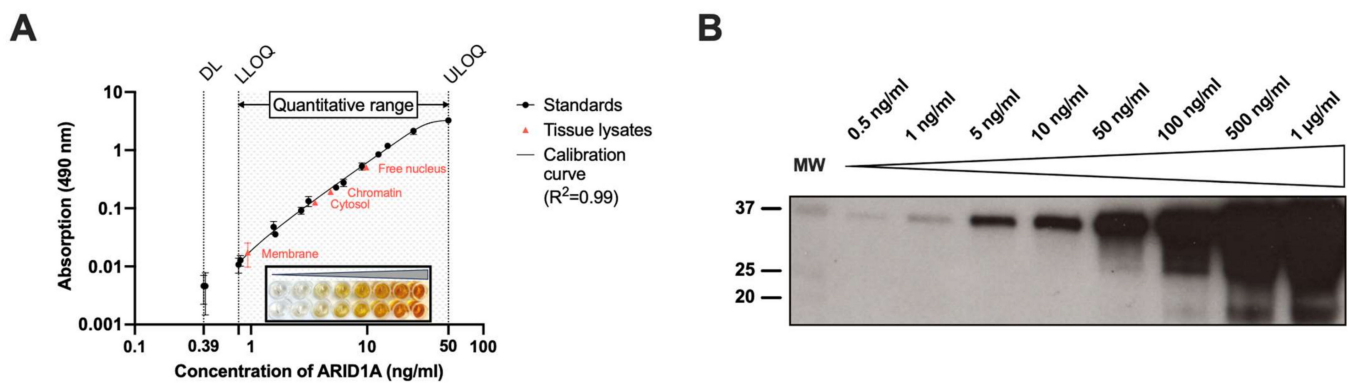 A
DL
LLOQ
ULOQ
Quantitative range
Absorption (490 nm)
10
1
0.1
0.01
0.001
Free nucleus
Chromatin
Cytosol
Membrane
0.1
0.39
1
10
50
100
Concentration of ARID1A (ng/ml)
Standards
Tissue lysates
Calibration
curve
(R²=0.99)
B
0.5 ng/ml
1 ng/ml
5 ng/ml
10 ng/ml
50 ng/ml
100 ng/ml
500 ng/ml
1 µg/ml
MW
37
25
20